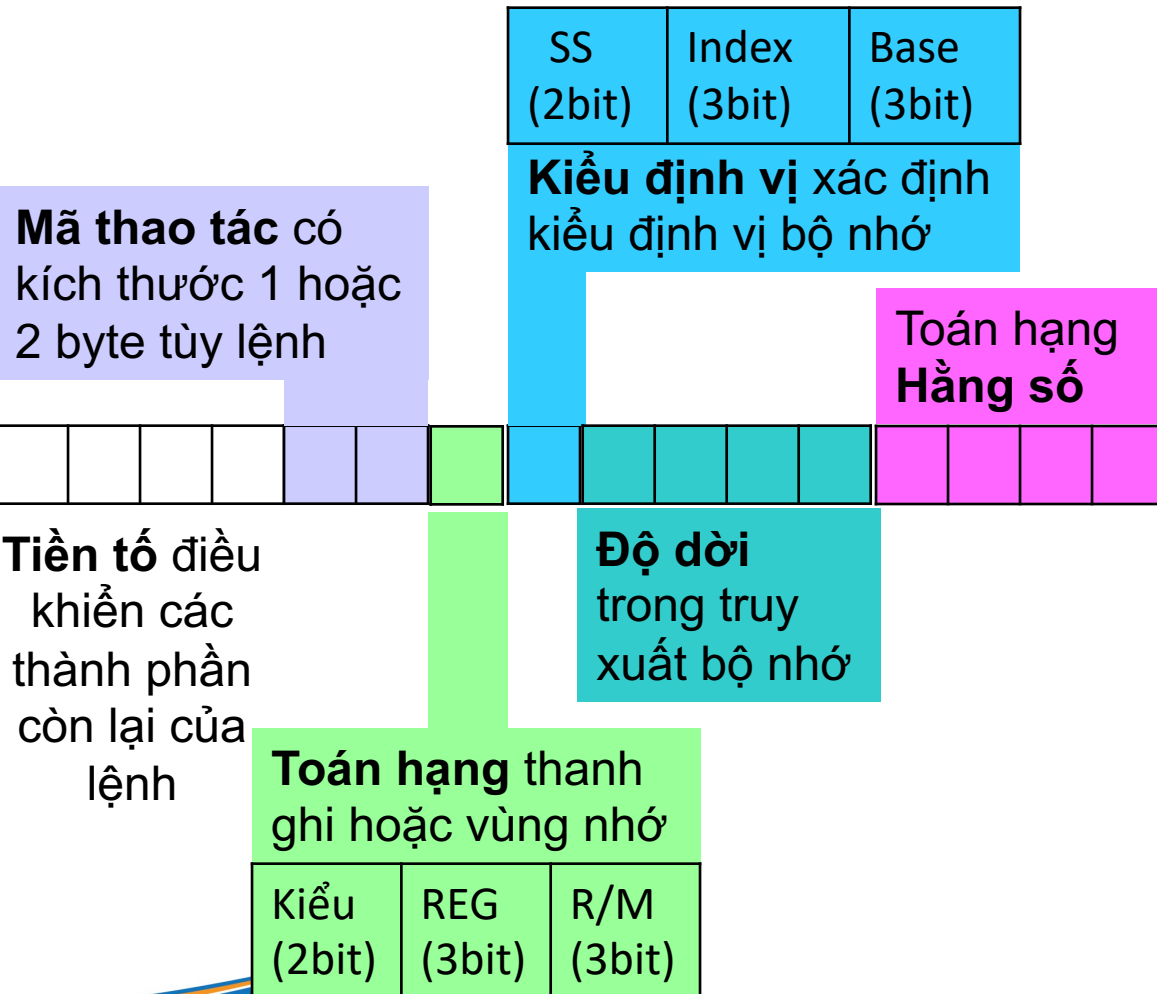 SS Index Base
(2bit) (3bit) (3bit)
Kiểu định vị xác định
kiểu định vị bộ nhớ
Mã thao tác có
kích thước 1 hoặc
2 byte tùy lệnh
Toán hạng
Hằng số
Tiền tố điều
khiển các
thành phần
còn lại của
lệnh
Độ dời
trong truy
xuất bộ nhớ
Toán hạng thanh
ghi hoặc vùng nhớ
Kiểu REG R/M
(2bit) (3bit) (3bit)